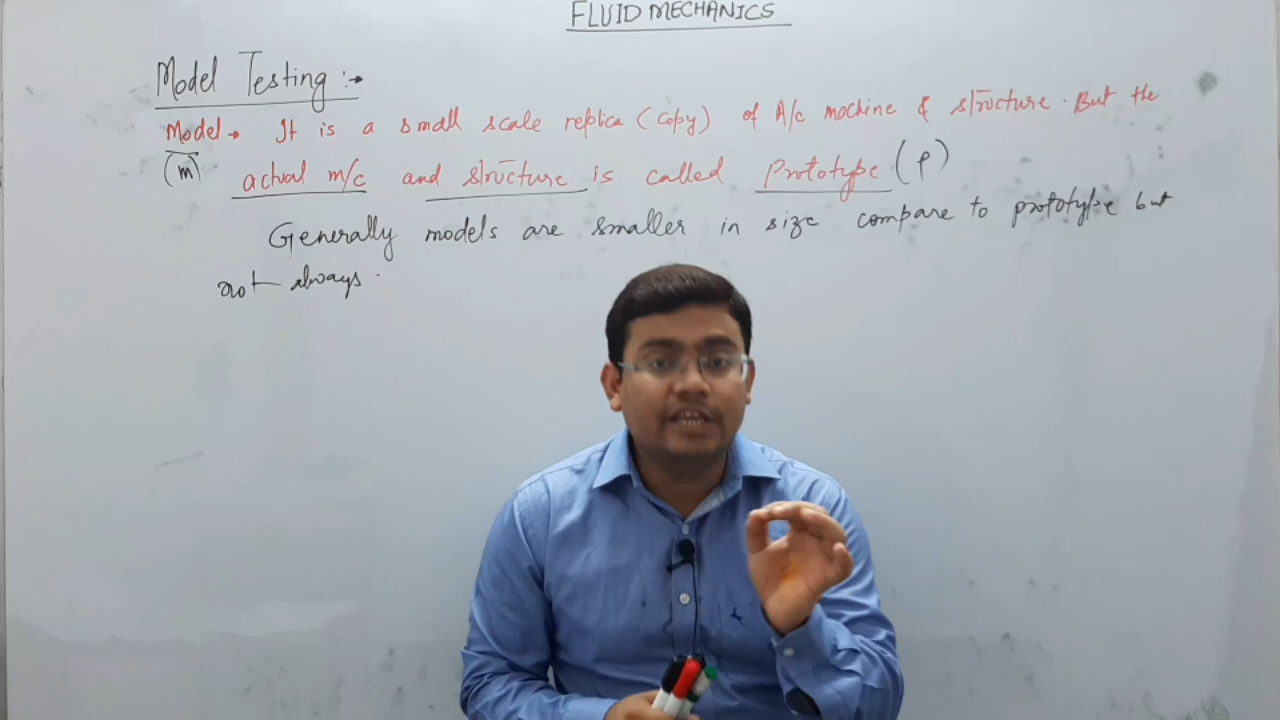 FLUID MECHANICS
Model Testing :→
Model → It is a small scale replica (copy) of A/c machine & structure. But the
(m) actual m/c and structure is called Prototype (P)
Generally models are smaller in size compare to prototype but
not always.